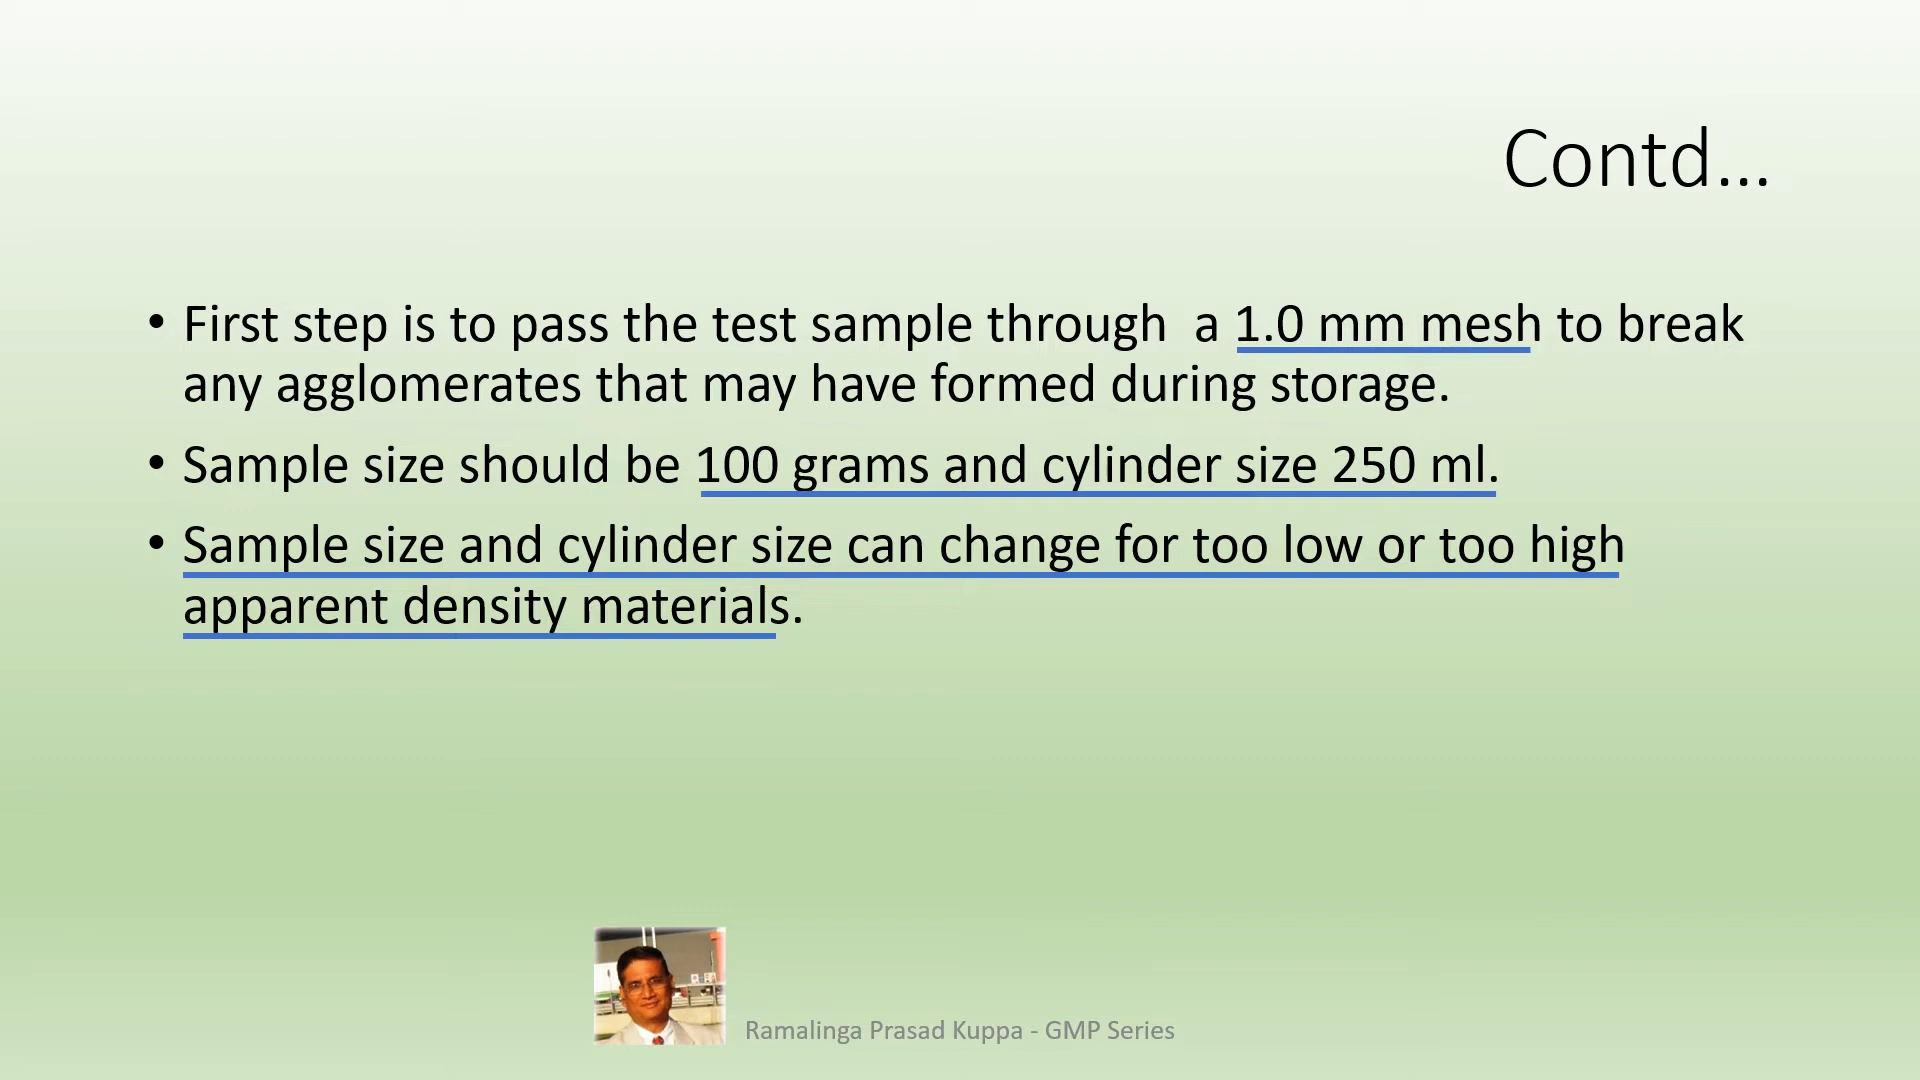 Contd...
• First step is to pass the test sample through  a 1.0 mm mesh to break
any agglomerates that may have formed during storage.
• Sample size should be 100 grams and cylinder size 250 ml.
• Sample size and cylinder size can change for too low or too high
apparent density materials.
Ramalinga Prasad Kuppa - GMP Series